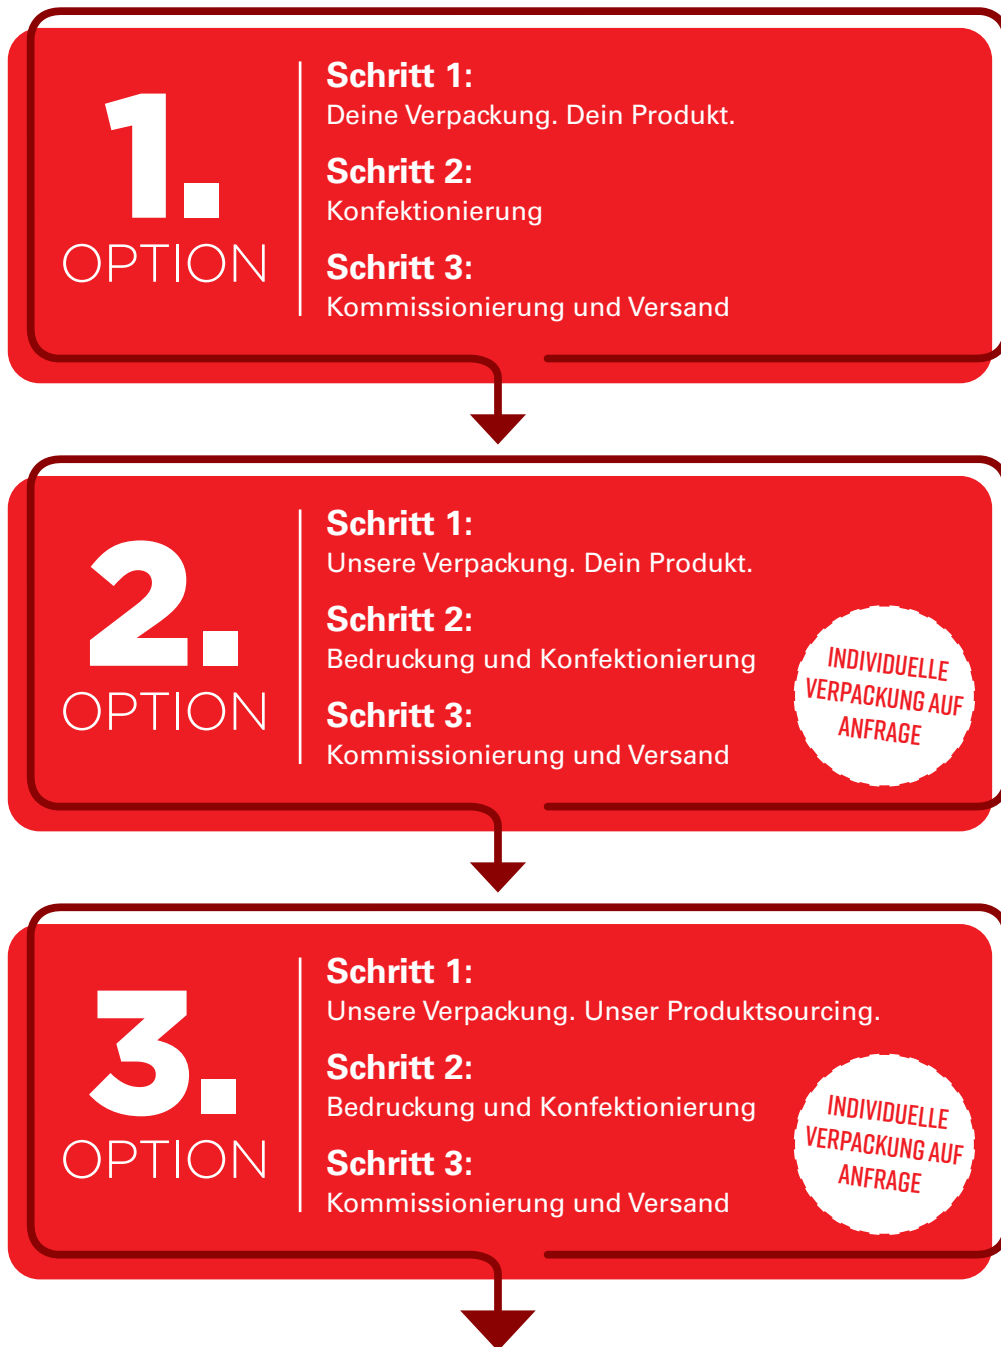 1.
OPTION
Schritt 1:
Deine Verpackung. Dein Produkt.
Schritt 2:
Konfektionierung
Schritt 3:
Kommissionierung und Versand
2.
OPTION
Schritt 1:
Unsere Verpackung. Dein Produkt.
Schritt 2:
Bedruckung und Konfektionierung
Schritt 3:
Kommissionierung und Versand
INDIVIDUELLE
VERPACKUNG AUF
ANFRAGE
3.
OPTION
Schritt 1:
Unsere Verpackung. Unser Produktsourcing.
Schritt 2:
Bedruckung und Konfektionierung
Schritt 3:
Kommissionierung und Versand
INDIVIDUELLE
VERPACKUNG AUF
ANFRAGE